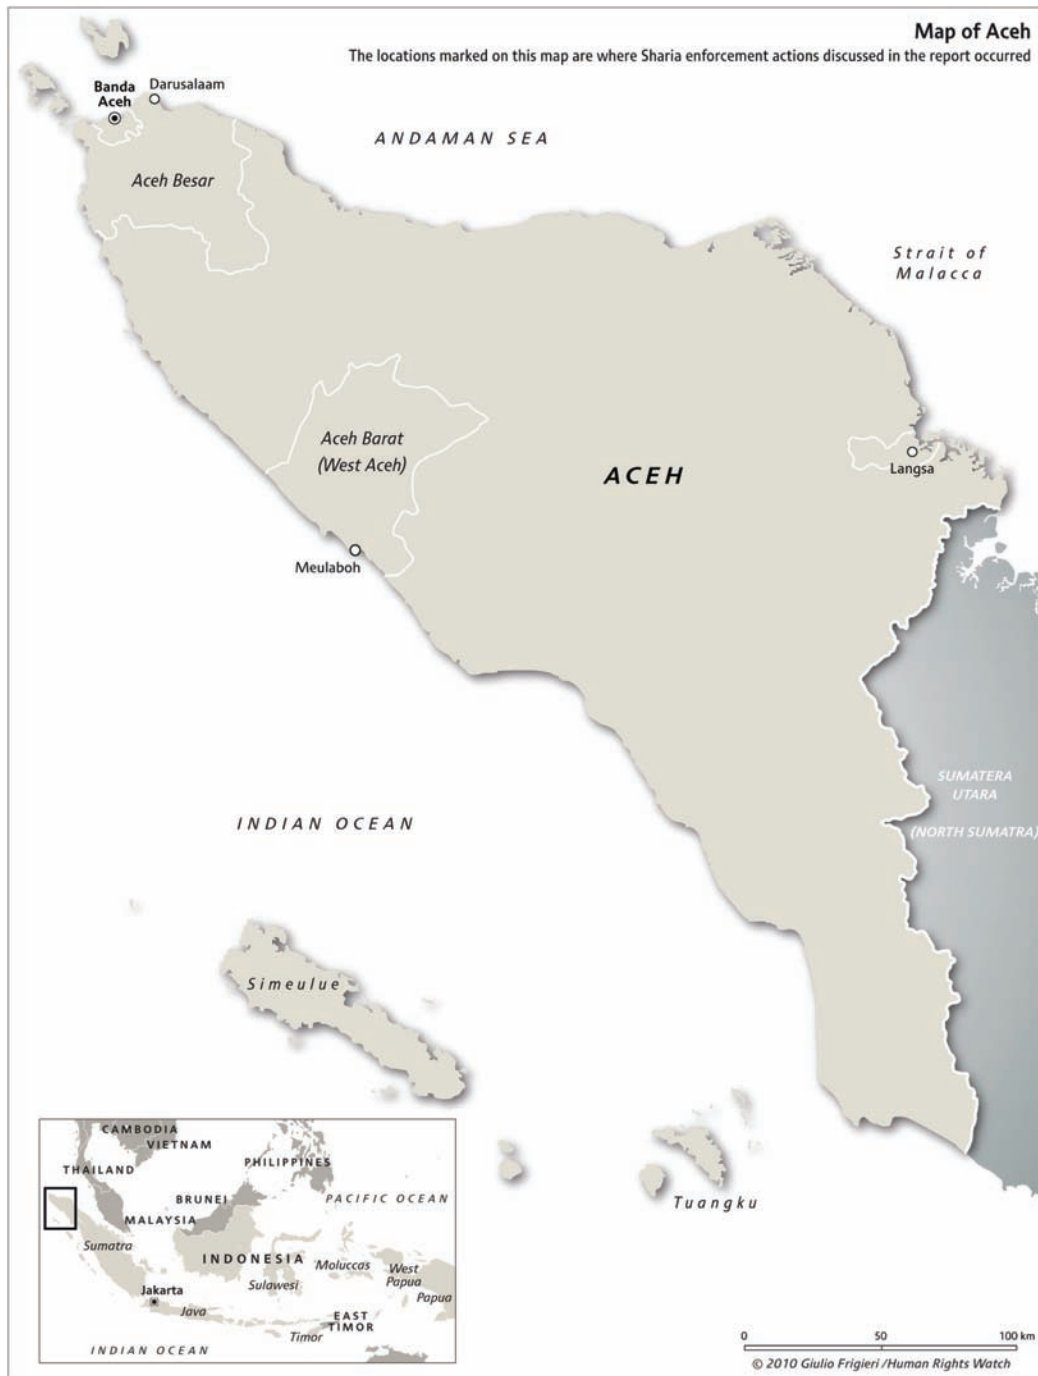 Map of Aceh
The locations marked on this map are where Sharia enforcement actions discussed in the report occurred
Banda
Aceh
Darusalaam
ANDAMAN SEA
Aceh Besar
Strait of
Malacca
Aceh Barat
(West Aceh)
ACEH
Langsa
Meulaboh
SUMATERA
UTARA
(NORTH SUMATRA)
INDIAN OCEAN
Simeulue
Tuangku
CAMBODIA
VIETNAM
THAILAND
PHILIPPINES
BRUNEI
PACIFIC OCEAN
MALAYSIA
Sumatra
INDONESIA
Moluccas
West
Papua
Sulawesi
Papua
Jakarta
Java
EAST
TIMOR
Timor
INDIAN OCEAN
0 50 100 km
© 2010 Giulio Frigieri /Human Rights Watch